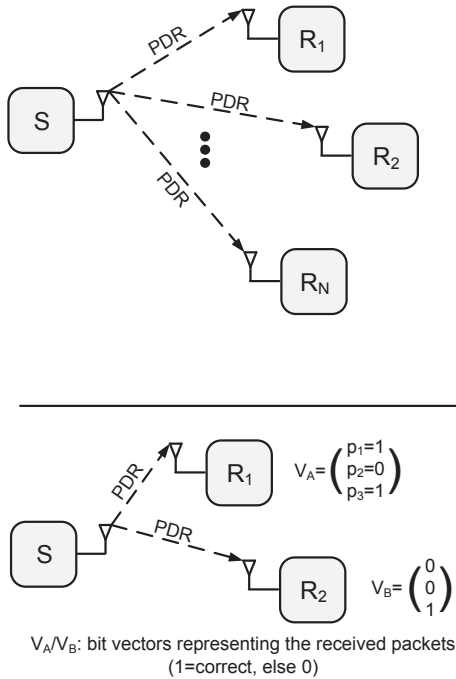 R1
PDR
S
PDR
R2
PDR
RN
R1
VA= (p1=1
p2=0
p3=1)
PDR
S
PDR
R2
VB= (0
0
1)
VA/VB: bit vectors representing the received packets
(1=correct, else 0)